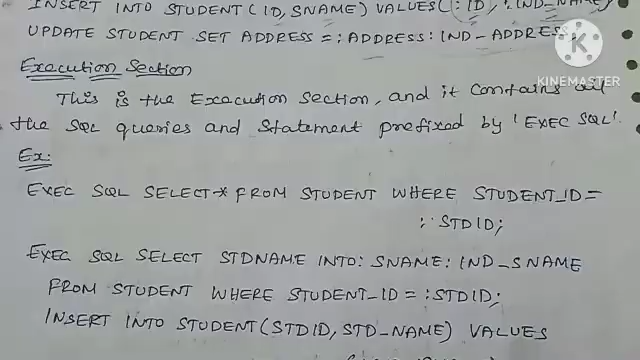 INSERT INTO STUDENT(ID, SNAME) VALUES(:ID, :IND_NAME);
UPDATE STUDENT SET ADDRESS =: ADDRESS: IND_ADDRESS
KINEMASTER
Execution Section
This is the Execution section, and it contains all
the SQL queries and statement prefixed by 'EXEC SQL'.
Ex:
EXEC SQL SELECT * FROM STUDENT WHERE STUDENT_ID =
: STDID;
EXEC SQL SELECT STDNAME INTO: SNAME: IND_SNAME
FROM STUDENT WHERE STUDENT_ID = :STDID;
INSERT INTO STUDENT(STDID, STD_NAME) VALUES